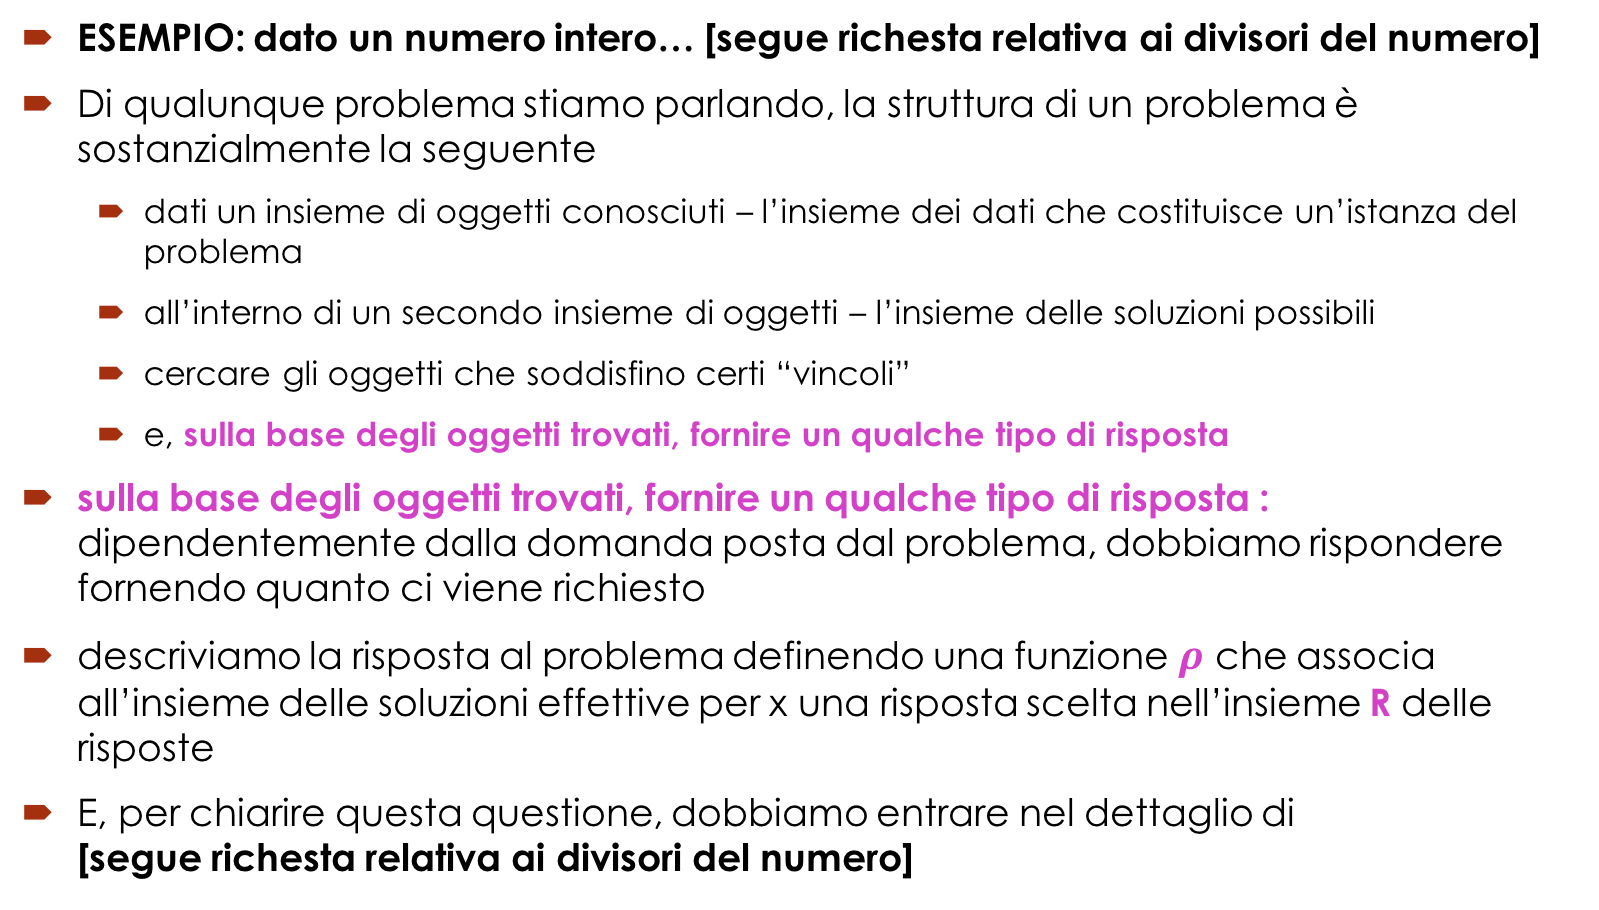 ESEMPIO: dato un numero intero… [segue richesta relativa ai divisori del numero]
Di qualunque problema stiamo parlando, la struttura di un problema è
sostanzialmente la seguente
dati un insieme di oggetti conosciuti – l’insieme dei dati che costituisce un’istanza del
problema
all’interno di un secondo insieme di oggetti – l’insieme delle soluzioni possibili
cercare gli oggetti che soddisfino certi “vincoli”
e, sulla base degli oggetti trovati, fornire un qualche tipo di risposta
sulla base degli oggetti trovati, fornire un qualche tipo di risposta :
dipendentemente dalla domanda posta dal problema, dobbiamo rispondere
fornendo quanto ci viene richiesto
descriviamo la risposta al problema definendo una funzione ρ che associa
all’insieme delle soluzioni effettive per x una risposta scelta nell’insieme R delle
risposte
E, per chiarire questa questione, dobbiamo entrare nel dettaglio di
[segue richesta relativa ai divisori del numero]